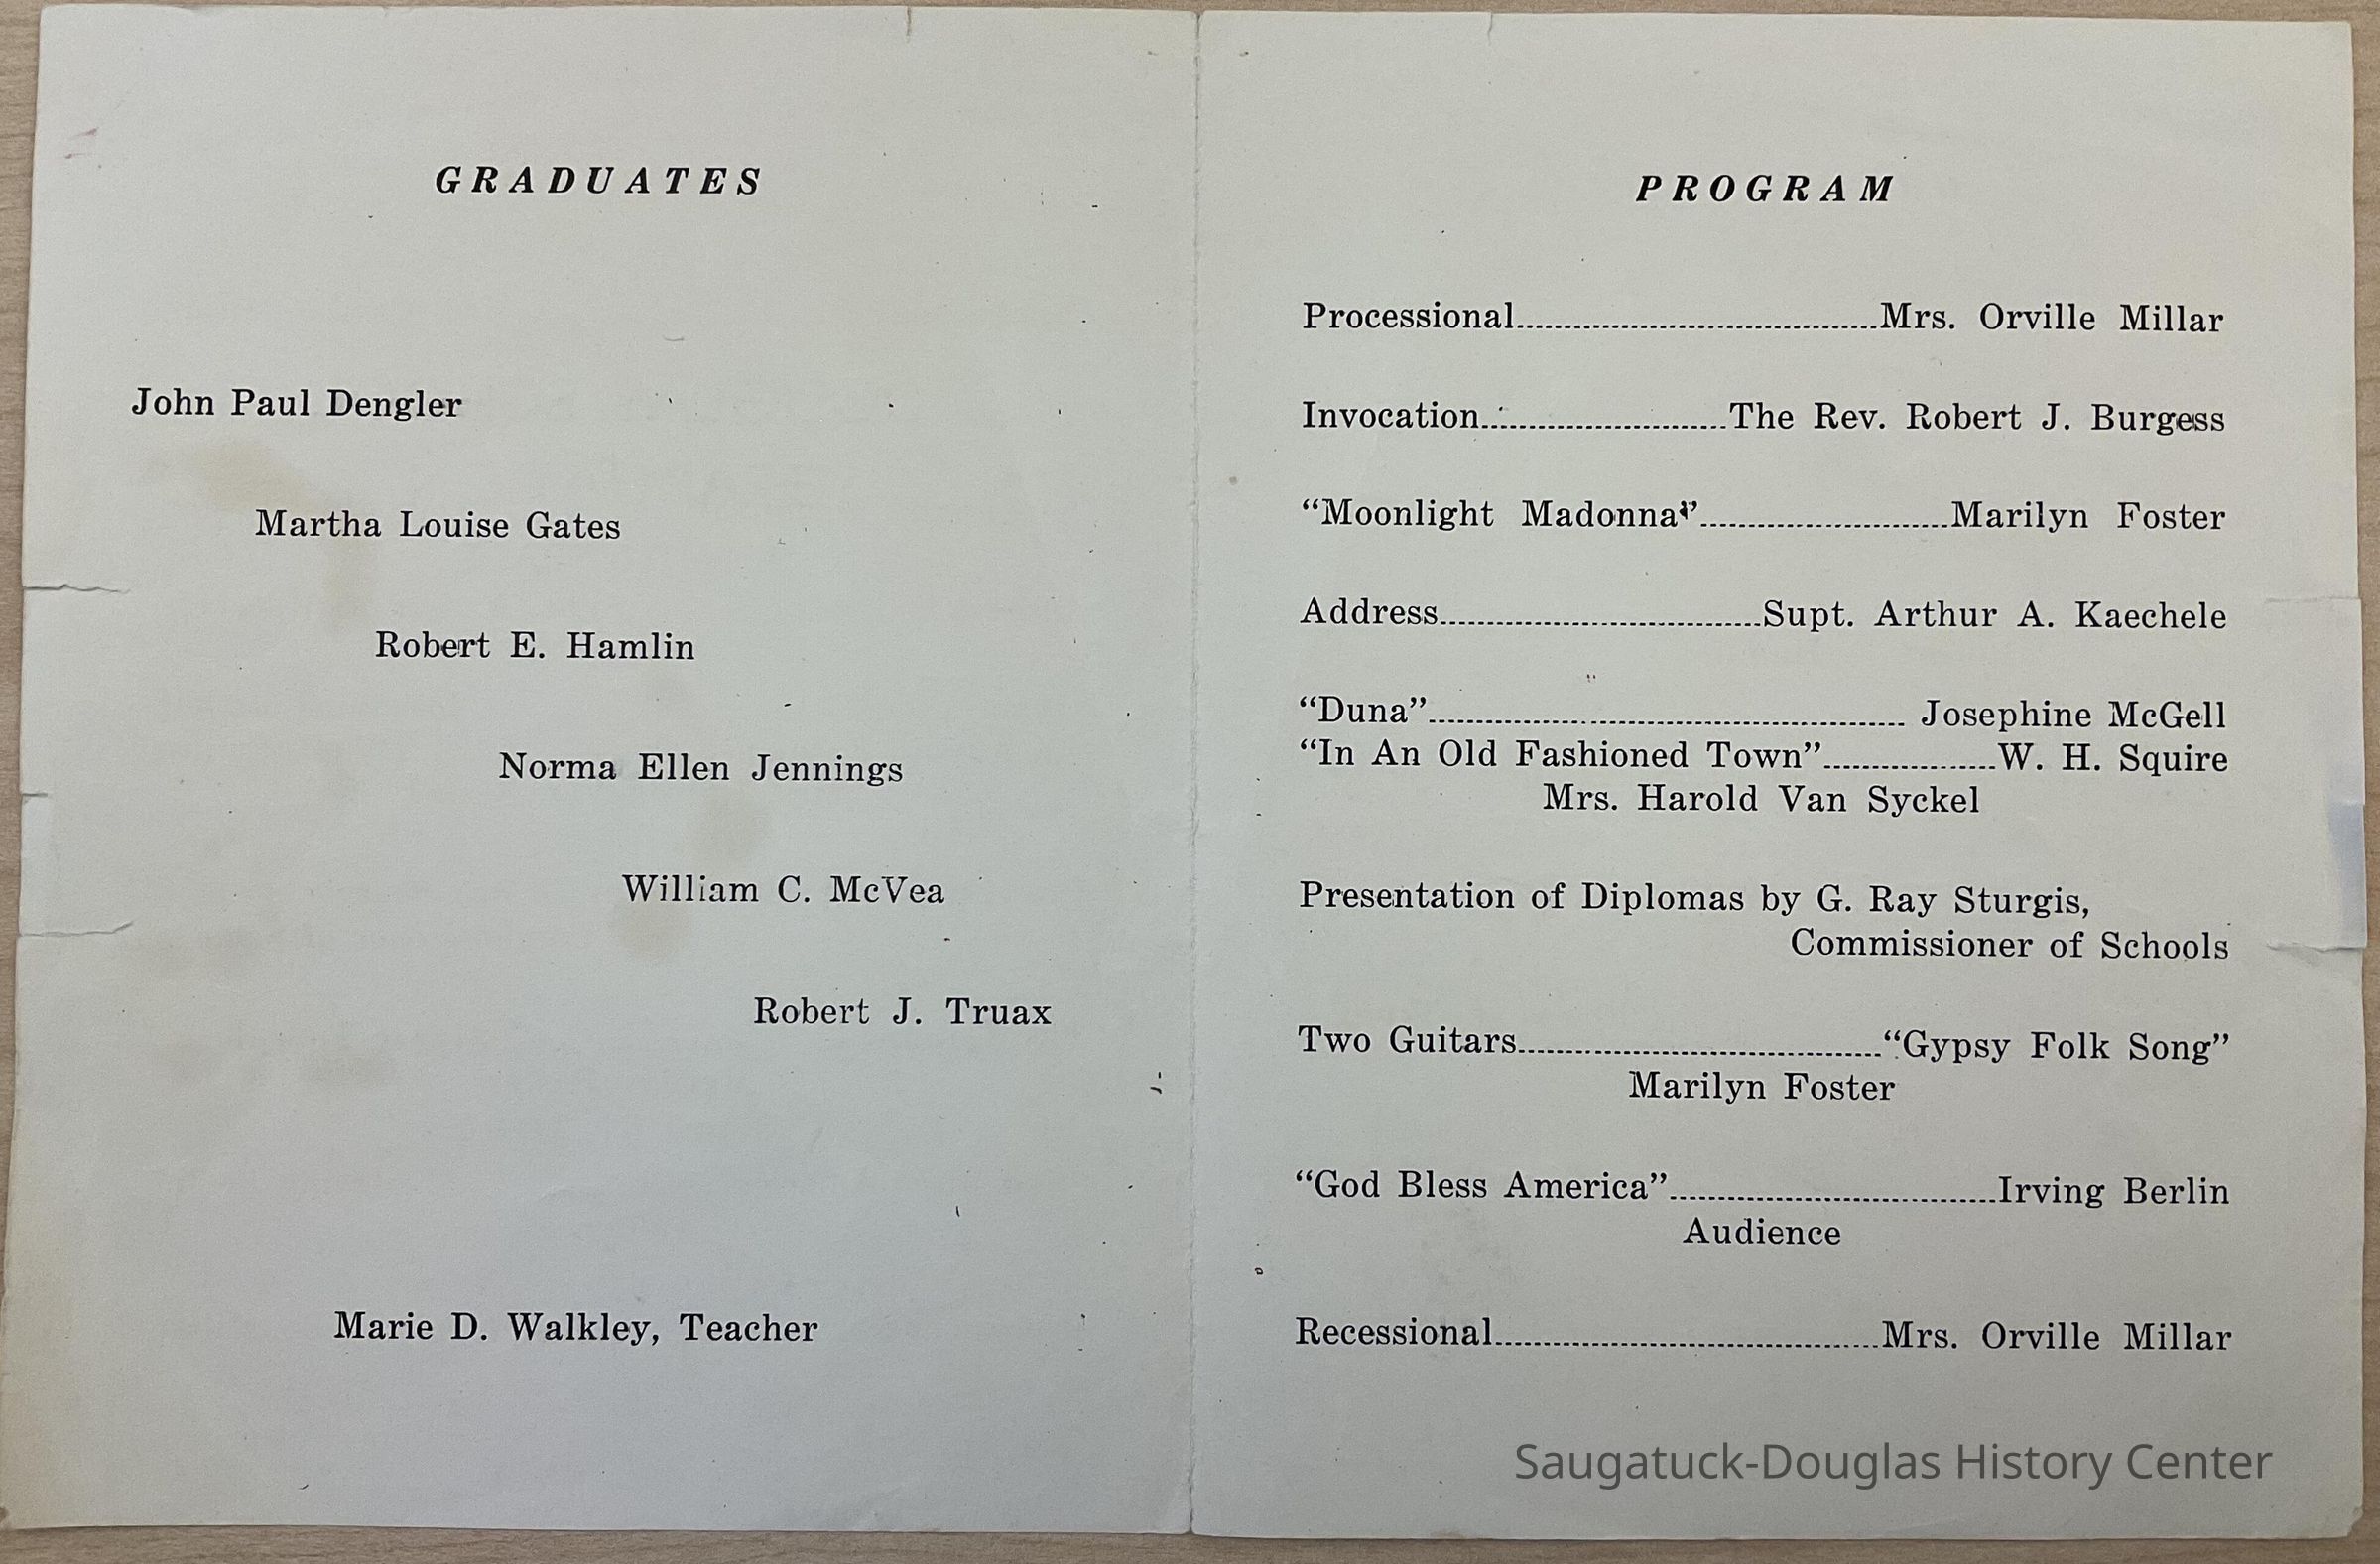 GRADUATES
John Paul Dengler
Martha Louise Gates
Robert E. Hamlin
Norma Ellen Jennings
William C. McVea
Robert J. Truax
Marie D. Walkley, Teacher
PROGRAM
Processional........................................Mrs. Orville Millar
Invocation...........................The Rev. Robert J. Burgess
“Moonlight Madonna”...........................Marilyn Foster
Address...................................Supt. Arthur A. Kaechele
“Duna”.................................................... Josephine McGell
“In An Old Fashioned Town”...................W. H. Squire
Mrs. Harold Van Syckel
Presentation of Diplomas by G. Ray Sturgis,
Commissioner of Schools
Two Guitars........................................“Gypsy Folk Song”
Marilyn Foster
“God Bless America”...................................Irving Berlin
Audience
Recessional..........................................Mrs. Orville Millar
Saugatuck-Douglas History Center